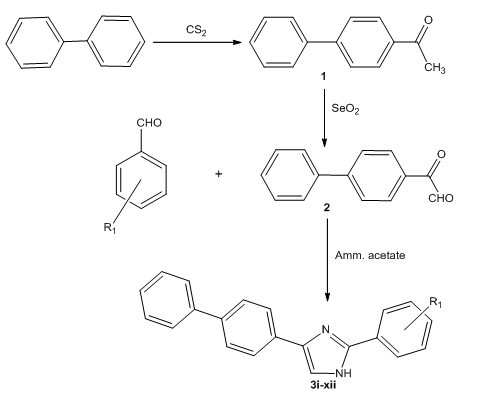 CS2
O
CH3
1
SeO2
CHO
R1
+
O
CHO
2
Amm. acetate
R1
N
NH
3i-xii